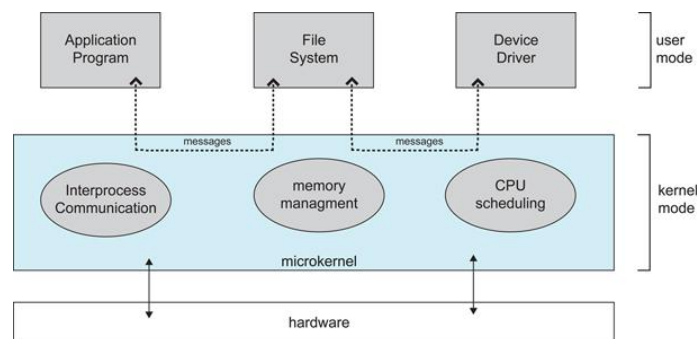 Application
Program
File
System
Device
Driver
user
mode
messages
messages
Interprocess
Communication
memory
managment
CPU
scheduling
kernel
mode
microkernel
hardware